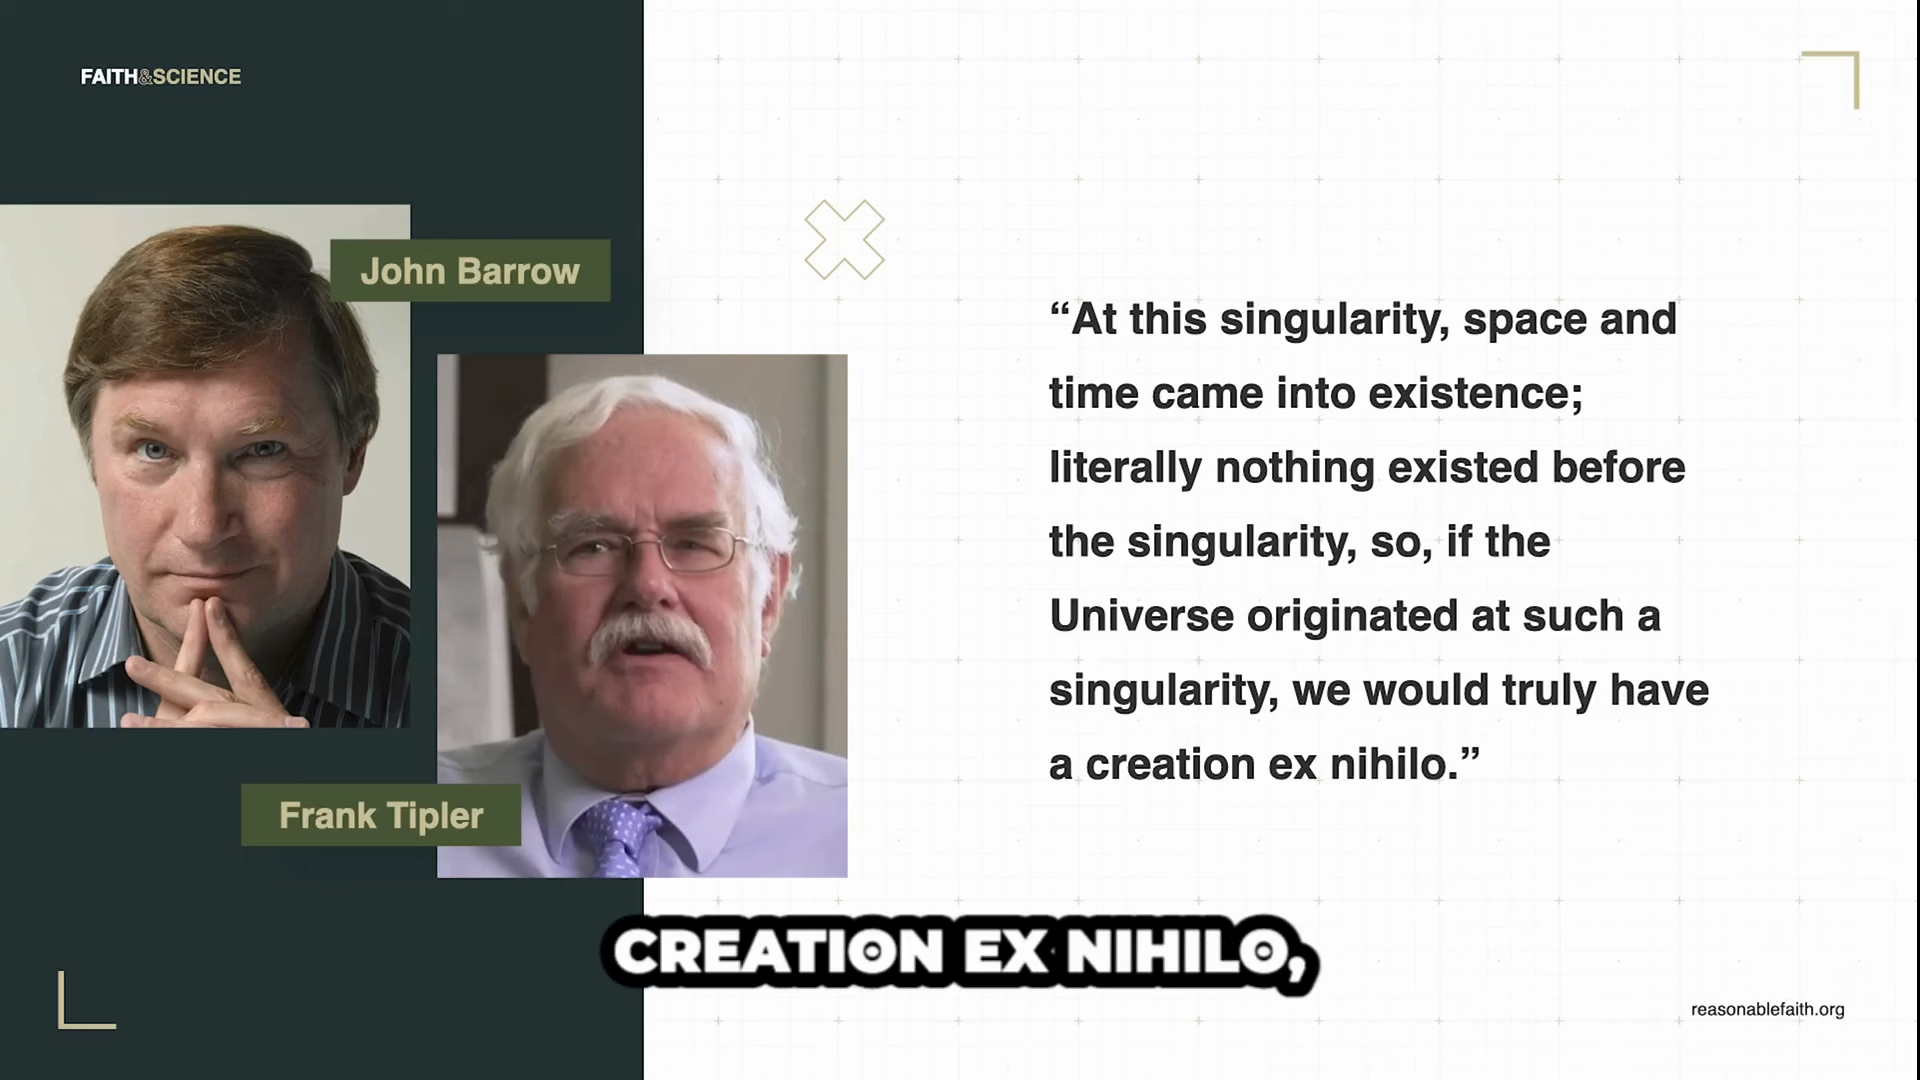 FAITH&SCIENCE
John Barrow
Frank Tipler
“At this singularity, space and
time came into existence;
literally nothing existed before
the singularity, so, if the
Universe originated at such a
singularity, we would truly have
a creation ex nihilo.”
CREATION EX NIHILO,
reasonablefaith.org